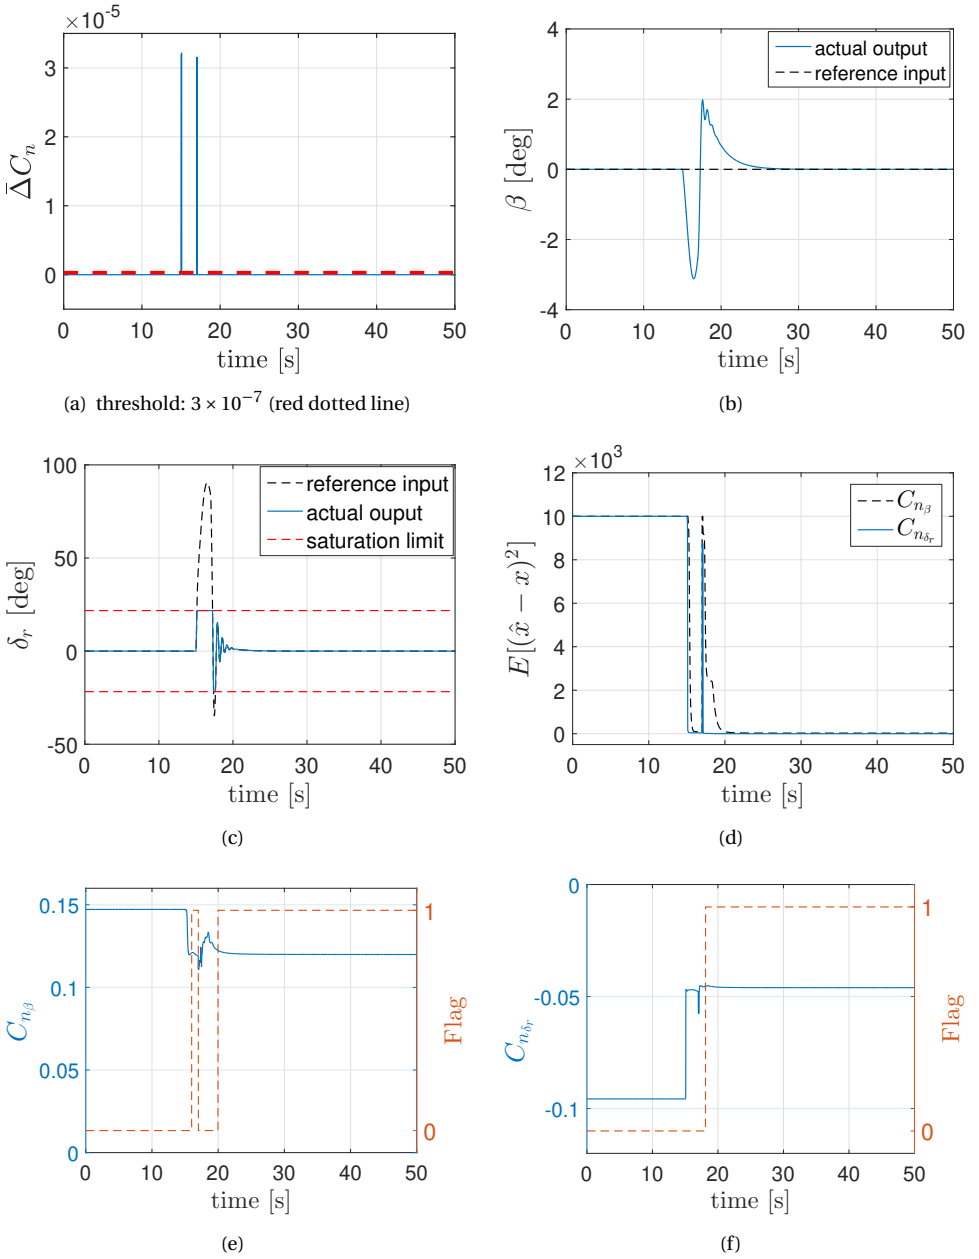 ×10⁻⁵
3
2
1
0
Δ̄C_n
0 10 20 30 40 50
time [s]
(a) threshold: 3 × 10⁻⁷ (red dotted line)
4
2
0
-2
-4
β [deg]
actual output
reference input
0 10 20 30 40 50
time [s]
(b)
100
50
0
-50
δ_r [deg]
reference input
actual ouput
saturation limit
0 10 20 30 40 50
time [s]
(c)
12 ×10³
10
8
6
4
2
0
E[(x̂ − x)²]
C_{n_β}
C_{n_{δ_r}}
0 10 20 30 40 50
time [s]
(d)
0.15
0.1
0.05
0
C_{n_β}
1
0
Flag
0 10 20 30 40 50
time [s]
(e)
0
-0.05
-0.1
C_{n_{δ_r}}
1
0
Flag
0 10 20 30 40 50
time [s]
(f)